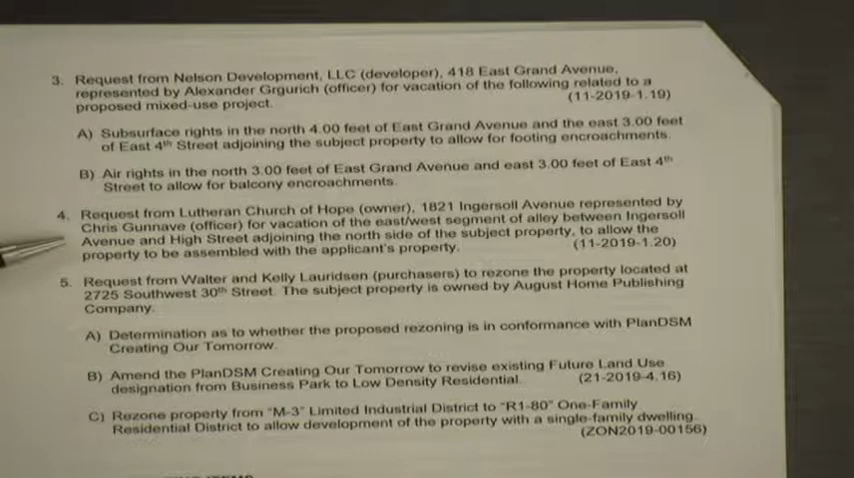 3. Request from Nelson Development, LLC (developer), 418 East Grand Avenue,
represented by Alexander Grgurich (officer) for vacation of the following related to a
proposed mixed-use project. (11-2019-1.19)
A) Subsurface rights in the north 4.00 feet of East Grand Avenue and the east 3.00 feet
of East 4th Street adjoining the subject property to allow for footing encroachments.
B) Air rights in the north 3.00 feet of East Grand Avenue and east 3.00 feet of East 4th
Street to allow for balcony encroachments.
4. Request from Lutheran Church of Hope (owner), 1821 Ingersoll Avenue represented by
Chris Gunnave (officer) for vacation of the east/west segment of alley between Ingersoll
Avenue and High Street adjoining the north side of the subject property, to allow the
property to be assembled with the applicant's property. (11-2019-1.20)
5. Request from Walter and Kelly Lauridsen (purchasers) to rezone the property located at
2725 Southwest 30th Street. The subject property is owned by August Home Publishing
Company.
A) Determination as to whether the proposed rezoning is in conformance with PlanDSM
Creating Our Tomorrow.
B) Amend the PlanDSM Creating Our Tomorrow to revise existing Future Land Use
designation from Business Park to Low Density Residential. (21-2019-4.16)
C) Rezone property from "M-3" Limited Industrial District to "R1-80" One-Family
Residential District to allow development of the property with a single-family dwelling.
(ZON2019-00156)